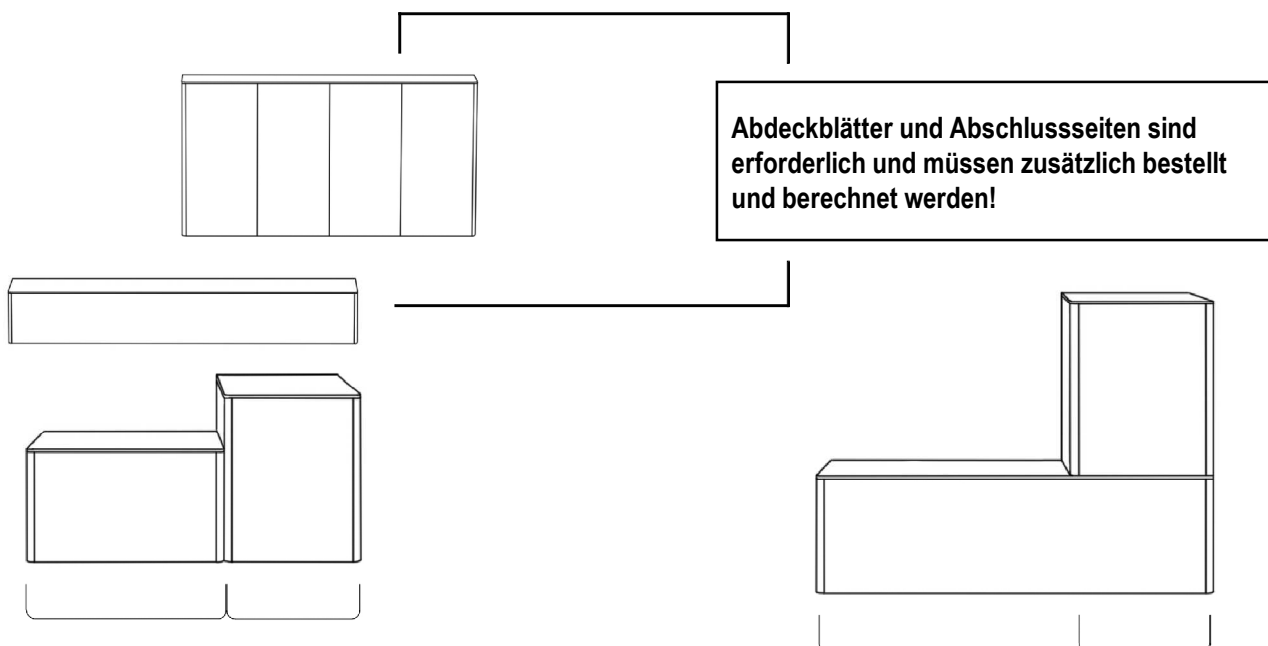 Abdeckblätter und Abschlussseiten sind
erforderlich und müssen zusätzlich bestellt
und berechnet werden!